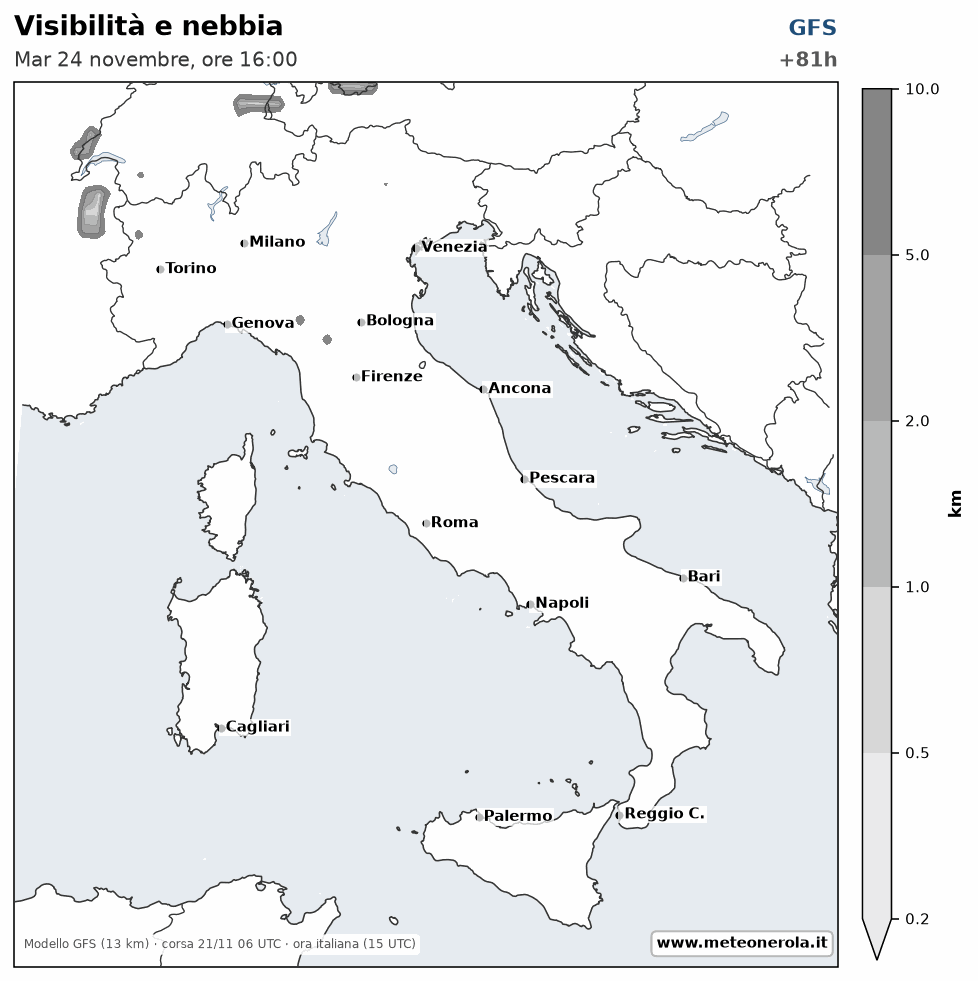 Visibilità e nebbia
GFS
Mar 24 novembre, ore 16:00
+81h
10.0
5.0
2.0
1.0
0.5
0.2
km
Milano
Venezia
Torino
Genova
Bologna
Firenze
Ancona
Pescara
Roma
Bari
Napoli
Cagliari
Palermo
Reggio C.
Modello GFS (13 km) · corsa 21/11 06 UTC · ora italiana (15 UTC)
www.meteonerola.it